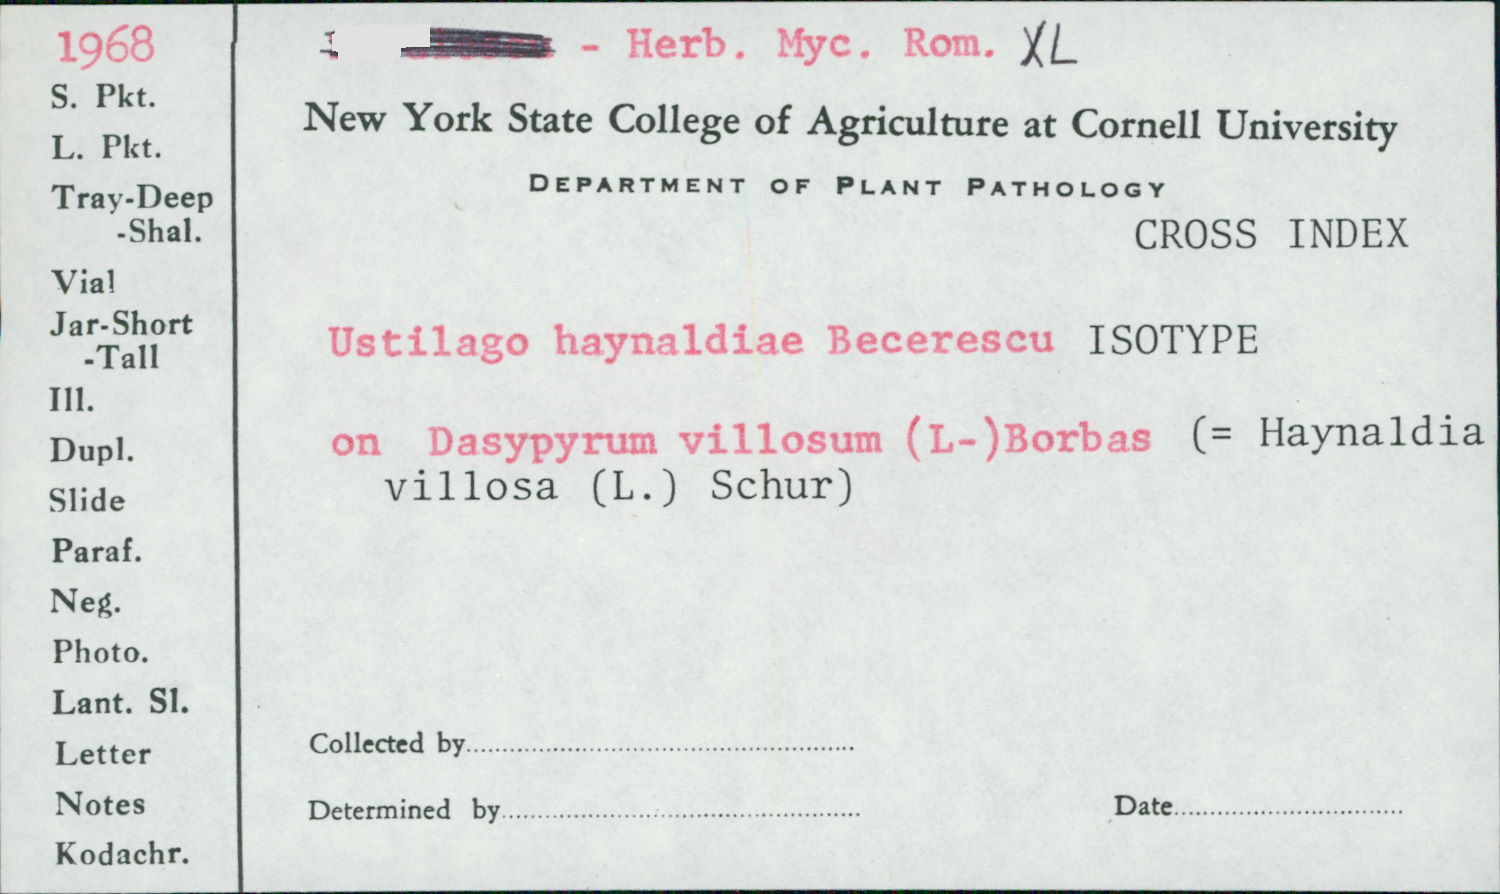 1968
- Herb. Myc. Rom. XL
New York State College of Agriculture at Cornell University
DEPARTMENT OF PLANT PATHOLOGY
CROSS INDEX
S. Pkt.
L. Pkt.
Tray-Deep
-Shal.
Vial
Jar-Short
-Tall
Ill.
Dupl.
Slide
Paraf.
Neg.
Photo.
Lant. Sl.
Letter
Notes
Kodachr.
Ustilago haynaldiae Becerescu ISOTYPE
on Dasypyrum villosum (L-)Borbas (= Haynaldia
villosa (L.) Schur)
Collected by
Determined by
Date